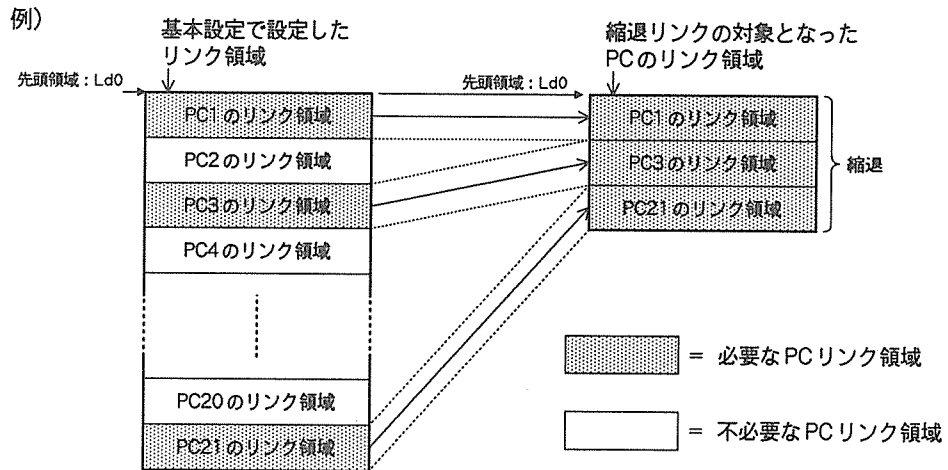 例)
基本設定で設定した
リンク領域
縮退リンクの対象となった
PCのリンク領域
先頭領域:Ld0
先頭領域:Ld0
PC1のリンク領域
PC2のリンク領域
PC3のリンク領域
PC4のリンク領域
PC20のリンク領域
PC21のリンク領域
PC1のリンク領域
PC3のリンク領域
PC21のリンク領域
縮退
= 必要なPCリンク領域
= 不必要なPCリンク領域